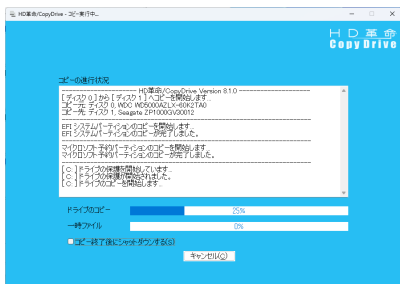 HD革命/CopyDrive - コピー実行中...
HD革命
CopyDrive
コピーの進行状況
------------------ HD革命/CopyDrive Version 8.1.0 ------------------
[ディスク 0] から [ディスク 1] へコピーを開始します...
コピー元 ディスク 0, WDC WD5000AZLX-60K2TA0
コピー先 ディスク 1, Seagate ZP1000GV30012
EFI システムパーティションのコピーを開始します...
EFI システムパーティションのコピーが完了しました。
マイクロソフト予約パーティションのコピーを開始します...
マイクロソフト予約パーティションのコピーが完了しました。
[C:]ドライブの保護を開始しています...
[C:]ドライブの保護が開始されました。
[C:]ドライブのコピーを開始します...
ドライブのコピー 25%
一時ファイル 0%
コピー終了後にシャットダウンする(S)
キャンセル(C)